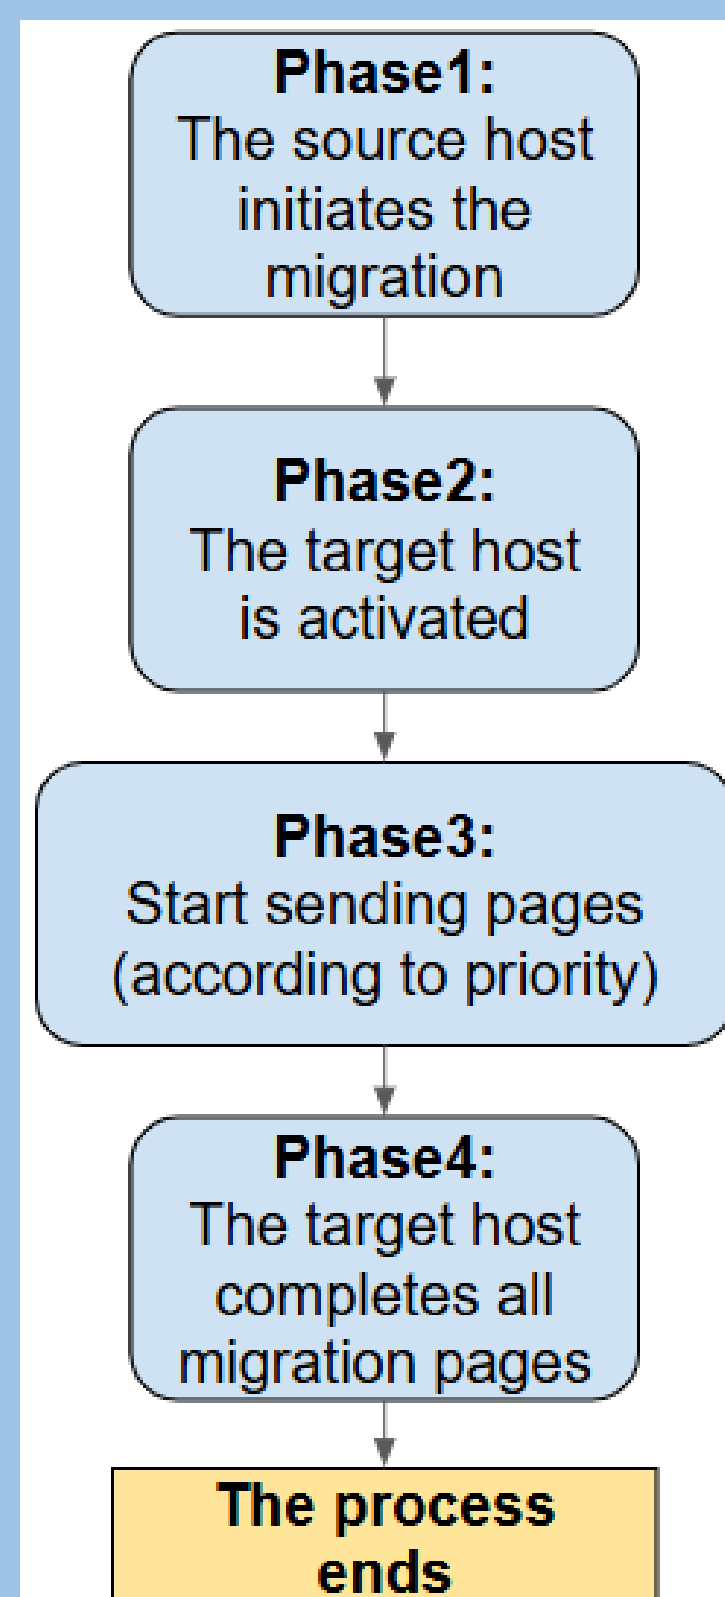 Phase1:
The source host
initiates the
migration
Phase2:
The target host
is activated
Phase3:
Start sending pages
(according to priority)
Phase4:
The target host
completes all
migration pages
The process
ends